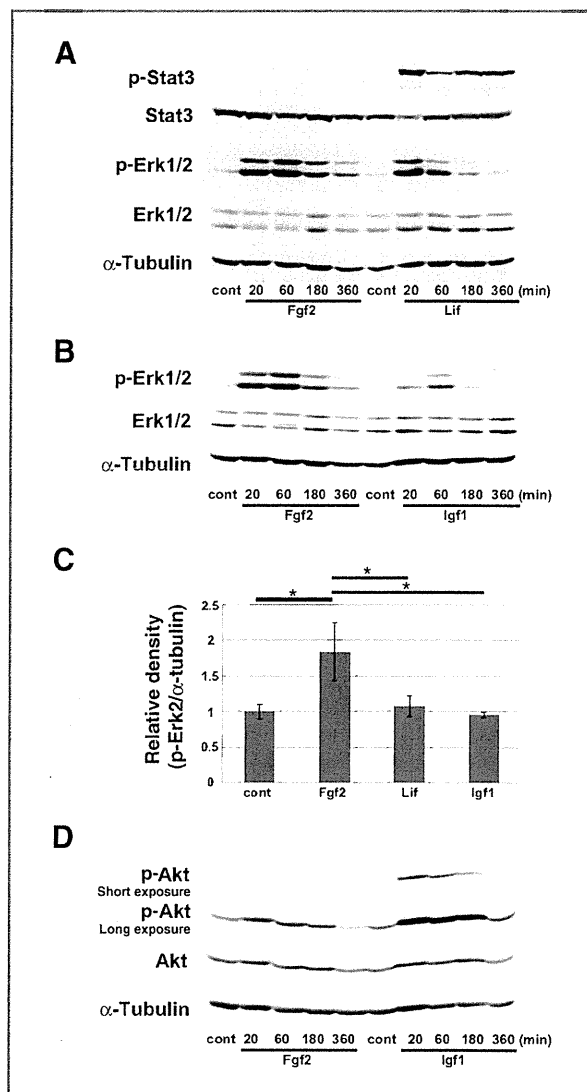 A
p-Stat3
Stat3
p-Erk1/2
Erk1/2
α-Tubulin
cont 20 60 180 360 cont 20 60 180 360 (min)
Fgf2 Lif
B
p-Erk1/2
Erk1/2
α-Tubulin
cont 20 60 180 360 cont 20 60 180 360 (min)
Fgf2 Igf1
C
*
* *
Relative density
(p-Erk2/α-tubulin)
2.5
2
1.5
1
0.5
0
cont Fgf2 Lif Igf1
D
p-Akt
Short exposure
p-Akt
Long exposure
Akt
α-Tubulin
cont 20 60 180 360 cont 20 60 180 360 (min)
Fgf2 Igf1